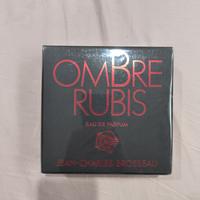 OMBRE
RUBIS
EAU DE PARFUM
JEAN-CHARLES BROSSEAU